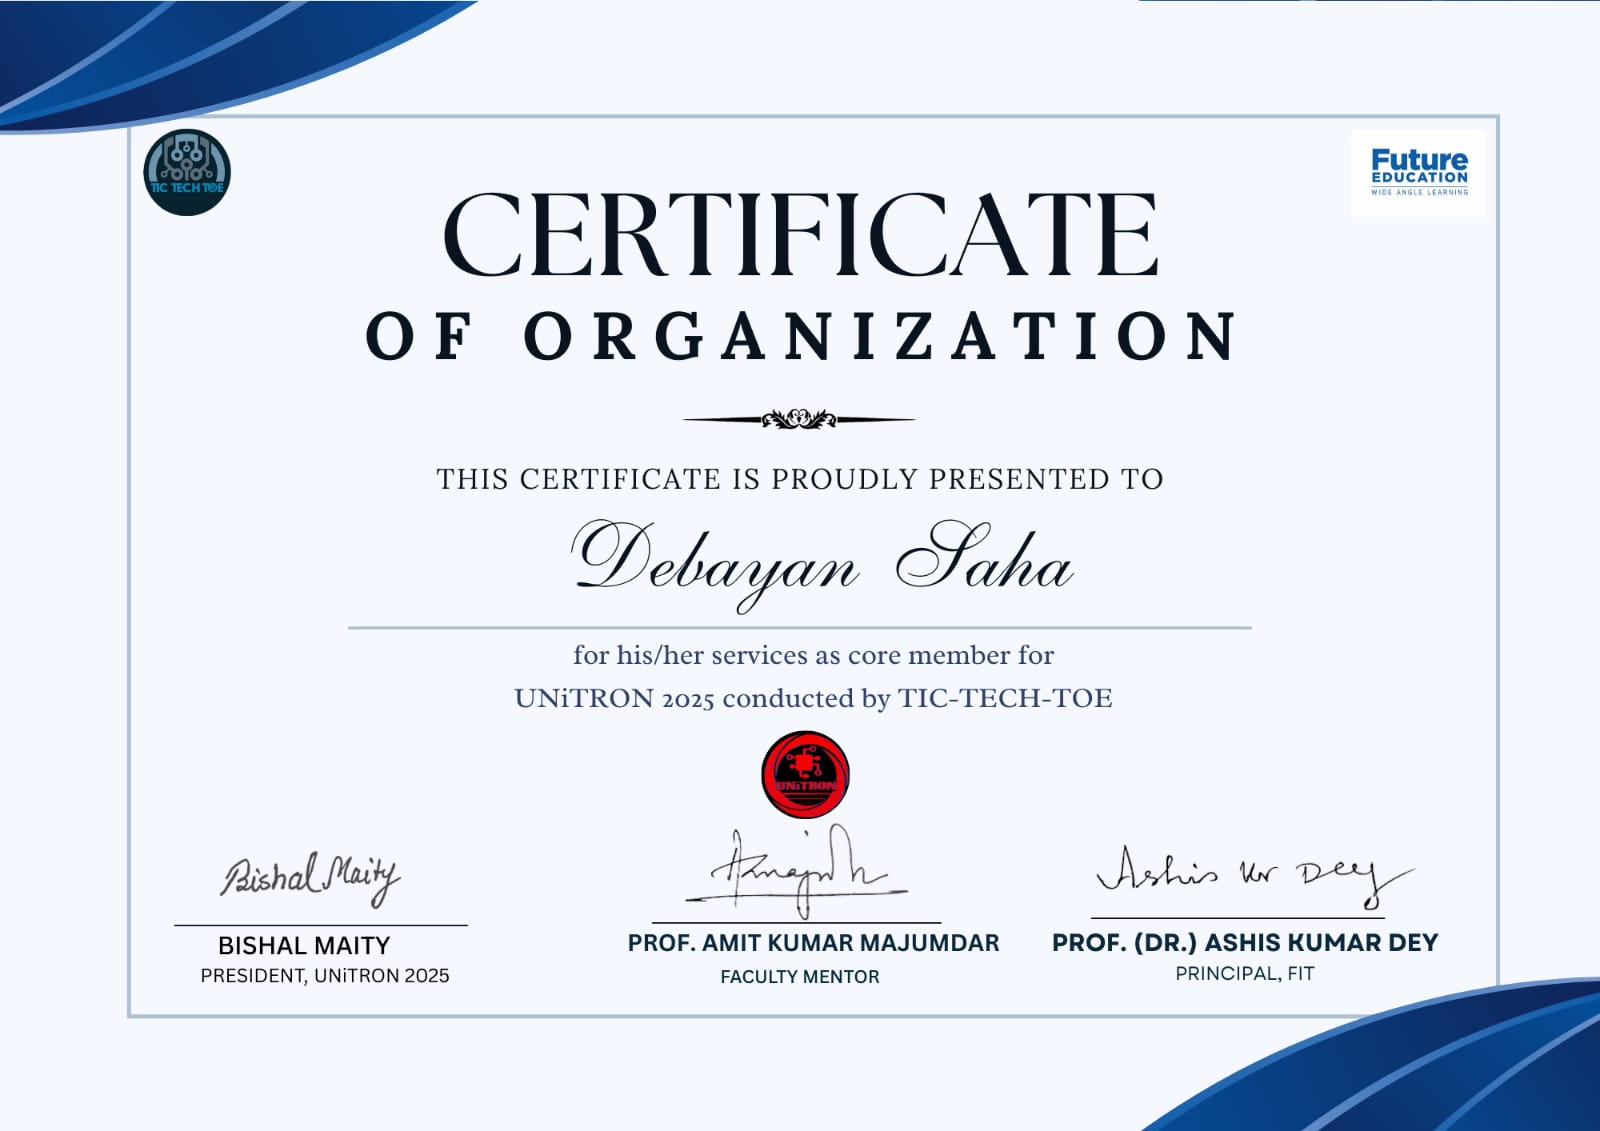 TIC TECH TOE
Future
EDUCATION
WIDE ANGLE LEARNING
CERTIFICATE
OF ORGANIZATION
THIS CERTIFICATE IS PROUDLY PRESENTED TO
Debayan Saha
for his/her services as core member for
UNiTRON 2025 conducted by TIC-TECH-TOE
UNiTRON
Bishal Maity
Ashis Kr Dey
BISHAL MAITY
PRESIDENT, UNiTRON 2025
PROF. AMIT KUMAR MAJUMDAR
FACULTY MENTOR
PROF. (DR.) ASHIS KUMAR DEY
PRINCIPAL, FIT